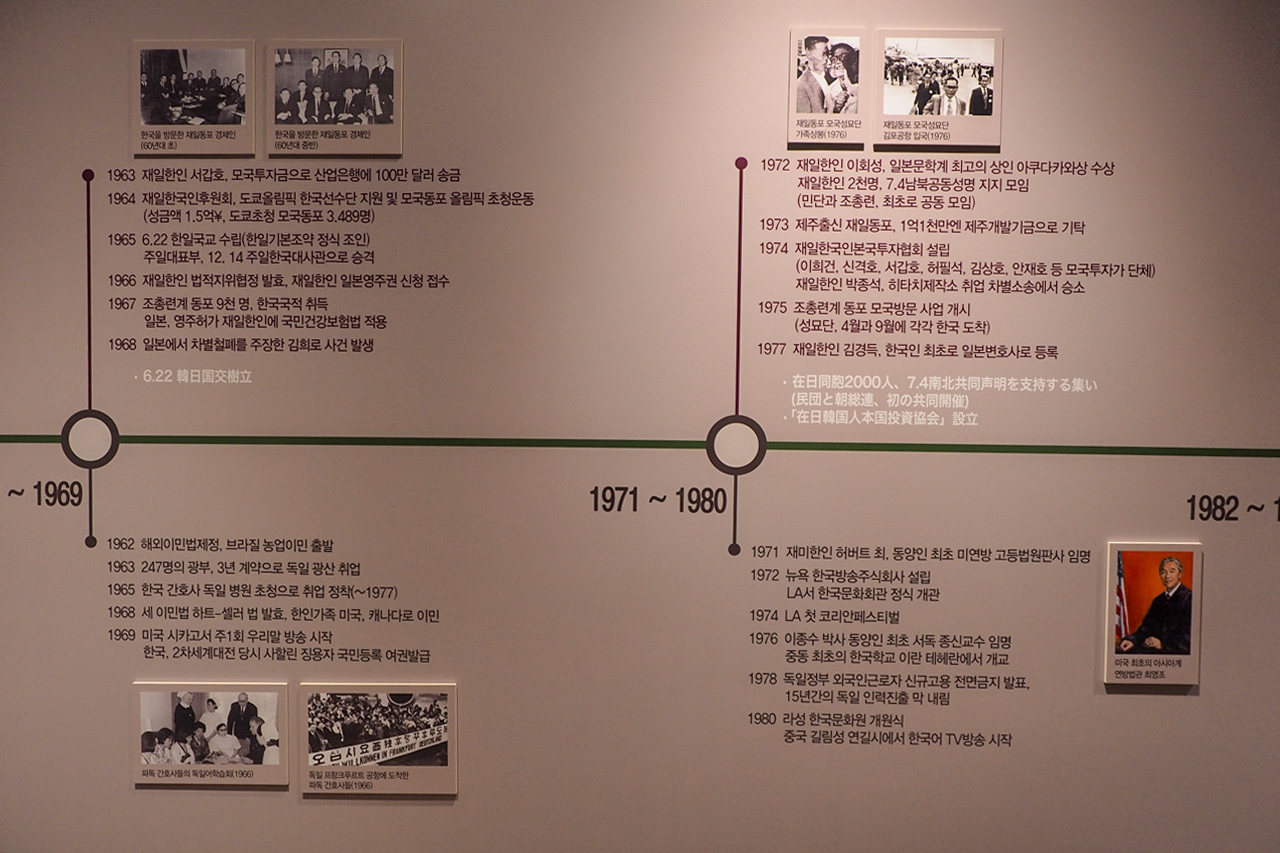 한국을 방문한 재일동포 경제인
(60년대 초)
한국을 방문한 재일동포 경제인
(60년대 중반)
1963 재일한인 서갑호, 모국투자금으로 산업은행에 100만 달러 송금
1964 재일한국인후원회, 도쿄올림픽 한국선수단 지원 및 모국동포 올림픽 초청운동
(성금액 1.5억¥, 도쿄초청 모국동포 3,489명)
1965 6.22 한일국교 수립(한일기본조약 정식 조인)
주일대표부, 12. 14 주일한국대사관으로 승격
1966 재일한인 법적지위협정 발효, 재일한인 일본영주권 신청 접수
1967 조총련계 동포 9천 명, 한국국적 취득
일본, 영주허가 재일한인에 국민건강보험법 적용
1968 일본에서 차별철폐를 주장한 김희로 사건 발생
· 6.22 韓日国交樹立
~ 1969
1962 해외이민법제정, 브라질 농업이민 출발
1963 247명의 광부, 3년 계약으로 독일 광산 취업
1965 한국 간호사 독일 병원 초청으로 취업 정착(~1977)
1968 세 이민법 하트-셀러 법 발효, 한인가족 미국, 캐나다로 이민
1969 미국 시카고서 주1회 우리말 방송 시작
한국, 2차세계대전 당시 사할린 징용자 국민등록 여권발급
파독 간호사들의 독일어학습회(1966)
오십시요
WILLKOMMEN IN FRANKFURT DEUTSCHLAND
독일 프랑크푸르트 공항에 도착한
파독 간호사들(1966)
재일동포 모국성묘단
가족상봉(1976)
재일동포 모국성묘단
김포공항 입국(1976)
1972 재일한인 이회성, 일본문학계 최고의 상인 아쿠다카와상 수상
재일한인 2천명, 7.4남북공동성명 지지 모임
(민단과 조총련, 최초로 공동 모임)
1973 제주출신 재일동포, 1억1천만엔 제주개발기금으로 기탁
1974 재일한국인본국투자협회 설립
(이희건, 신격호, 서갑호, 허필석, 김상호, 안재호 등 모국투자가 단체)
재일한인 박종석, 히타치제작소 취업 차별소송에서 승소
1975 조총련계 동포 모국방문 사업 개시
(성묘단, 4월과 9월에 각각 한국 도착)
1977 재일한인 김경득, 한국인 최초로 일본변호사로 등록
· 在日同胞2000人、7.4南北共同声明を支持する集い
(民団と朝総連、初の共同開催)
·「在日韓国人本国投資協会」設立
1971 ~ 1980
1971 재미한인 허버트 최, 동양인 최초 미연방 고등법원판사 임명
1972 뉴욕 한국방송주식회사 설립
LA서 한국문화회관 정식 개관
1974 LA 첫 코리안페스티벌
1976 이종수 박사 동양인 최초 서독 종신교수 임명
중동 최초의 한국학교 이란 테헤란에서 개교
1978 독일정부 외국인근로자 신규고용 전면금지 발표,
15년간의 독일 인력진출 막 내림
1980 라성 한국문화원 개원식
중국 길림성 연길시에서 한국어 TV방송 시작
미국 최초의 아시아계
연방법관 최영조
1982 ~ 1